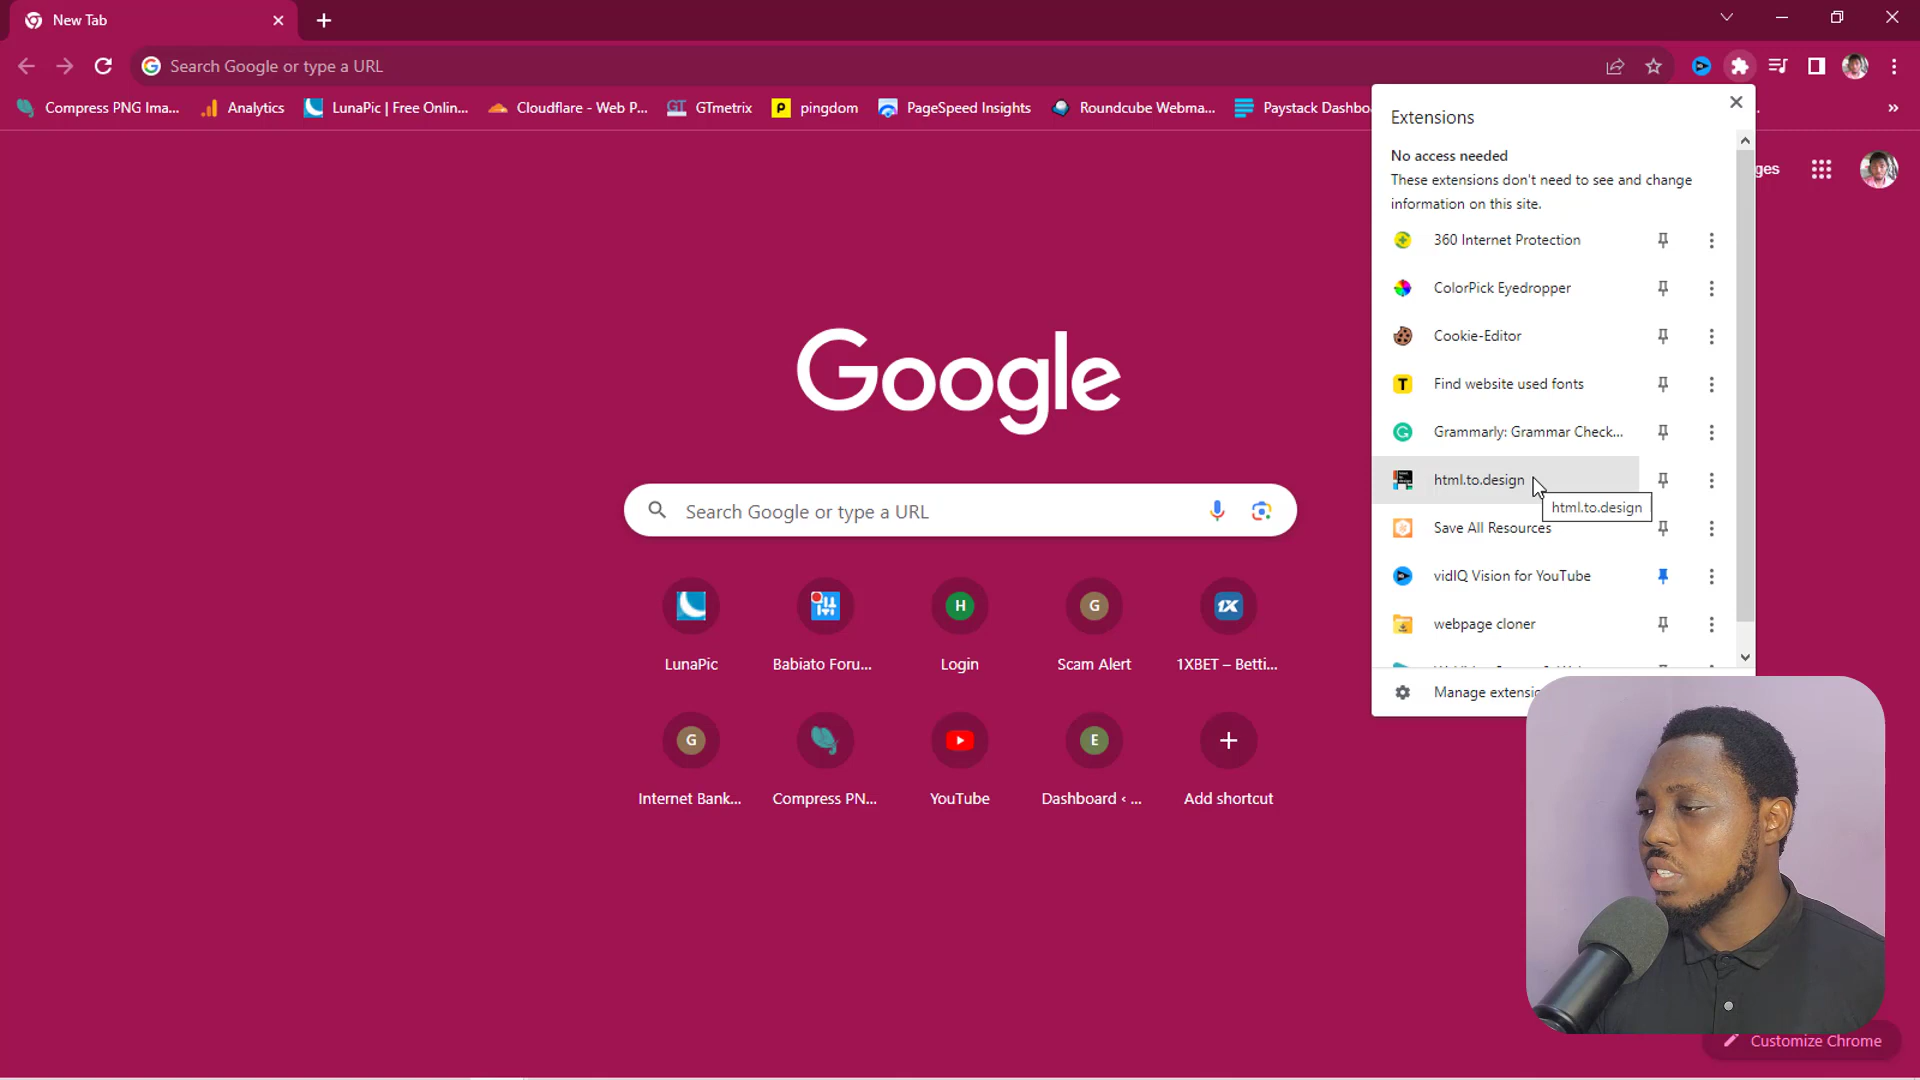 New Tab
Search Google or type a URL
Compress PNG Ima...
Analytics
LunaPic | Free Onlin...
Cloudflare - Web P...
GTmetrix
pingdom
PageSpeed Insights
Roundcube Webma...
Paystack Dashbo
ges
Extensions
No access needed
These extensions don't need to see and change
information on this site.
360 Internet Protection
ColorPick Eyedropper
Cookie-Editor
Find website used fonts
Grammarly: Grammar Check...
html.to.design
html.to.design
Save All Resources
vidIQ Vision for YouTube
webpage cloner
Manage extensi
Google
Search Google or type a URL
LunaPic
Babiato Foru...
H
Login
G
Scam Alert
1X
1XBET – Betti...
G
Internet Bank...
Compress PN...
YouTube
E
Dashboard ‹ ...
Add shortcut
Customize Chrome